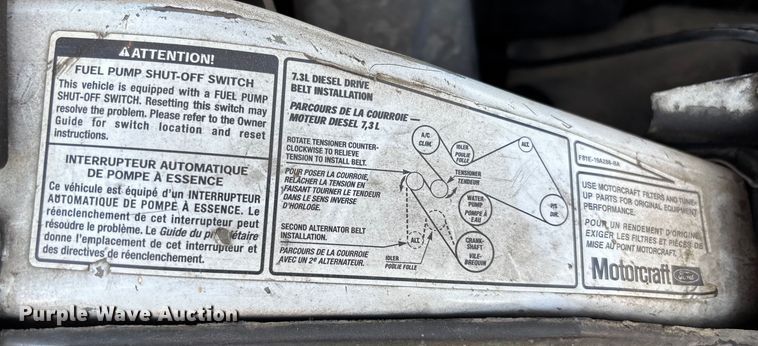 ATTENTION!
FUEL PUMP SHUT-OFF SWITCH
This vehicle is equipped with a FUEL PUMP
SHUT-OFF SWITCH. Resetting this switch may
resolve the problem. Please refer to the Owner
Guide for switch location and reset
instructions.
INTERRUPTEUR AUTOMATIQUE
DE POMPE À ESSENCE
Ce véhicule est équipé d'un INTERRUPTEUR
AUTOMATIQUE DE POMPE À ESSENCE. Le
réenclenchement de cet interrupteur peut
résoudre le problème. Le Guide du propriétaire
donne l'emplacement de cet interrupteur et
des directives de réenclenchement.
7.3L DIESEL DRIVE
BELT INSTALLATION
PARCOURS DE LA COURROIE —
MOTEUR DIESEL 7,3 L
ROTATE TENSIONER COUNTER-
CLOCKWISE TO RELIEVE
TENSION TO INSTALL BELT.
POUR POSER LA COURROIE,
RELÂCHER LA TENSION EN
FAISANT TOURNER LE TENDEUR
DANS LE SENS INVERSE
D'HORLOGE.
SECOND ALTERNATOR BELT
INSTALLATION.
PARCOURS DE LA COURROIE
AVEC UN 2e ALTERNATEUR.
A/C
CLIM.
IDLER
POULIE
FOLLE
ALT.
TENSIONER
TENDEUR
WATER
PUMP
POMPE
À EAU
P/S
DIR.
CRANK-
SHAFT
VILE-
BREQUIN
ALT.
IDLER
POULIE FOLLE
USE MOTORCRAFT FILTERS AND TUNE-
UP PARTS FOR ORIGINAL EQUIPMENT
PERFORMANCE.
POUR UN RENDEMENT D'ORIGINE,
EXIGER LES FILTRES ET PIÈCES DE
MISE AU POINT MOTORCRAFT.
Motorcraft
Ford
Purple Wave Auction